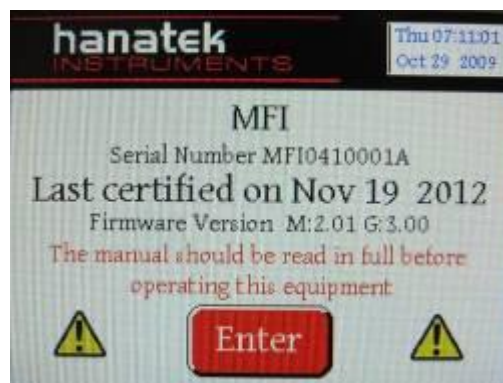 hanatek
INSTRUMENTS
Thu 07:11:01
Oct 29 2009
MFI
Serial Number MFI0410001A
Last certified on Nov 19 2012
Firmware Version M:2.01 G:3.00
The manual should be read in full before
operating this equipment
Enter